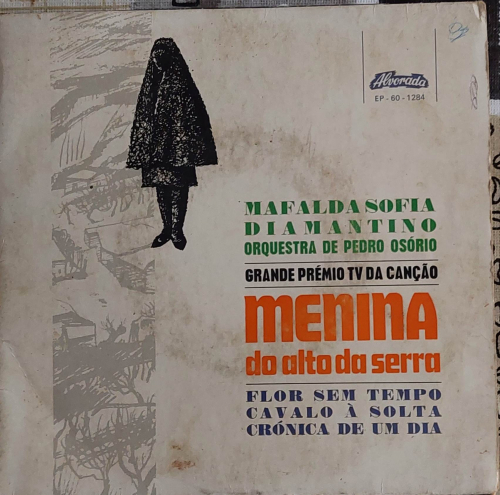 Alvorada
EP - 60 - 1284
MAFALDA SOFIA
DIAMANTINO
ORQUESTRA DE PEDRO OSÓRIO
GRANDE PRÉMIO TV DA CANÇÃO
MENINA
do alto da serra
FLOR SEM TEMPO
CAVALO À SOLTA
CRÓNICA DE UM DIA